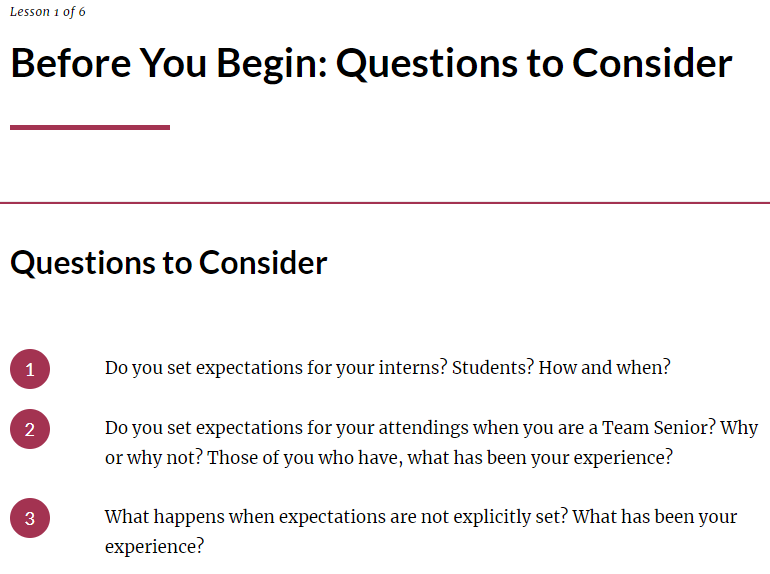 Lesson 1 of 6
Before You Begin: Questions to Consider
Questions to Consider
1 Do you set expectations for your interns? Students? How and when?
2 Do you set expectations for your attendings when you are a Team Senior? Why
or why not? Those of you who have, what has been your experience?
3 What happens when expectations are not explicitly set? What has been your
experience?